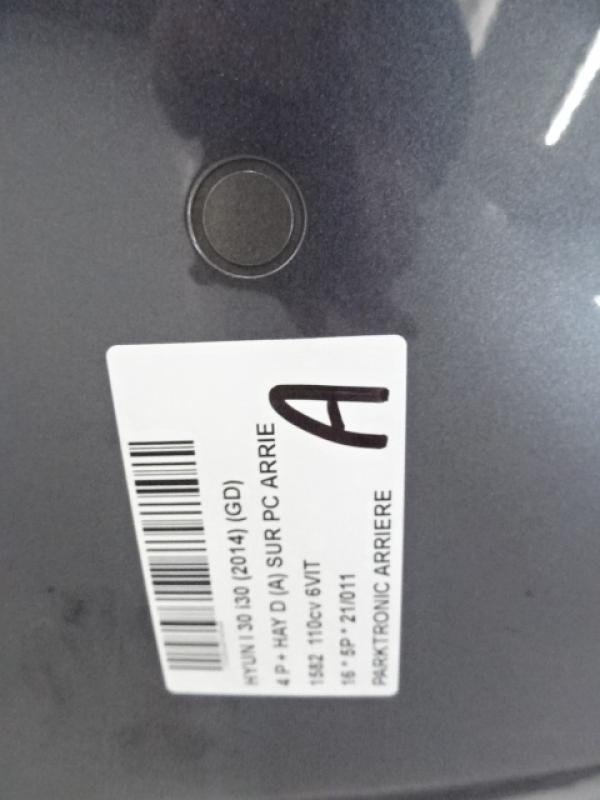 HYUN I 30 i30 (2014) (GD)
4 P + HAY D (A) SUR PC ARRIE
1582 110cv 6VIT
16 * 5P * 21/011
PARKTRONIC ARRIERE
A